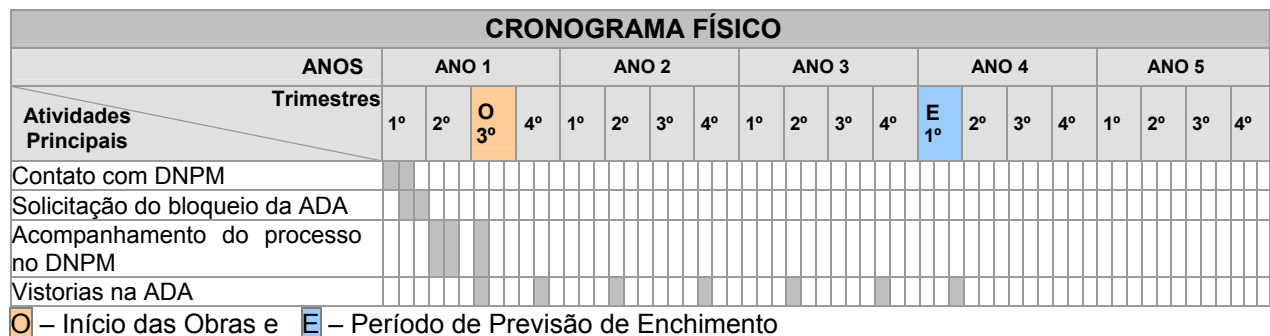 CRONOGRAMA FÍSICO
ANOS ANO 1 ANO 2 ANO 3 ANO 4 ANO 5
Trimestres
Atividades
Principais
1º 2º O 3º 4º 1º 2º 3º 4º 1º 2º 3º 4º E 1º 2º 3º 4º 1º 2º 3º 4º
Contato com DNPM
Solicitação do bloqueio da ADA
Acompanhamento do processo
no DNPM
Vistorias na ADA
O – Início das Obras e E – Período de Previsão de Enchimento